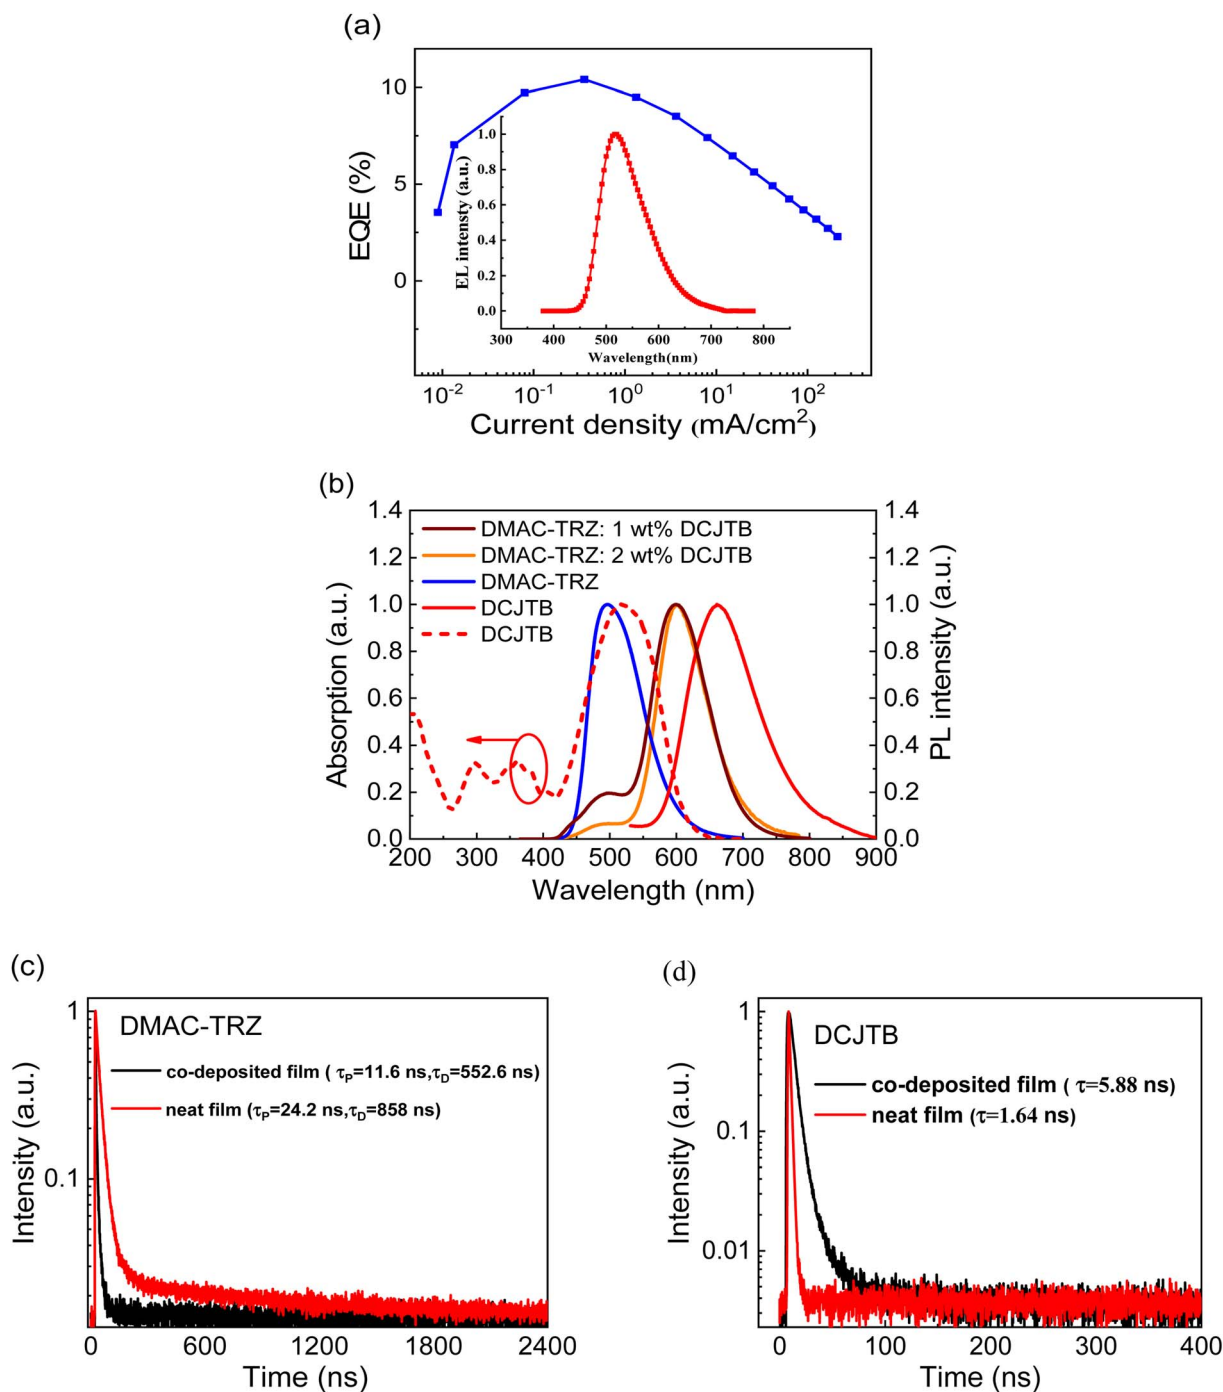 (a)
10
5
0
EQE (%)
1.0
0.8
0.6
0.4
0.2
0.0
EL intensty (a.u.)
300 400 500 600 700 800
Wavelength(nm)
10⁻² 10⁻¹ 10⁰ 10¹ 10²
Current density (mA/cm²)
(b)
1.4 1.4
1.2 1.2
1.0 1.0
0.8 0.8
0.6 0.6
0.4 0.4
0.2 0.2
0.0 0.0
Absorption (a.u.)
PL intensity (a.u.)
DMAC-TRZ: 1 wt% DCJTB
DMAC-TRZ: 2 wt% DCJTB
DMAC-TRZ
DCJTB
DCJTB
200 300 400 500 600 700 800 900
Wavelength (nm)
(c)
1
0.1
Intensity (a.u.)
DMAC-TRZ
co-deposited film ( τP=11.6 ns,τD=552.6 ns)
neat film (τP=24.2 ns,τD=858 ns)
0 600 1200 1800 2400
Time (ns)
(d)
1
0.1
0.01
Intensity (a.u.)
DCJTB
co-deposited film ( τ=5.88 ns)
neat film (τ=1.64 ns)
0 100 200 300 400
Time (ns)